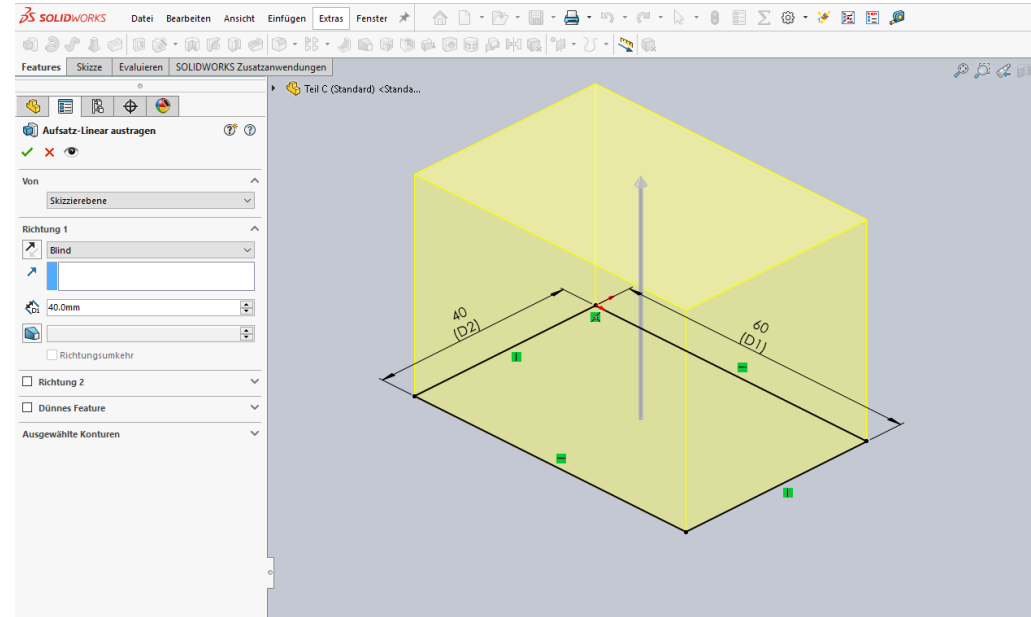 SOLIDWORKS Datei Bearbeiten Ansicht Einfügen Extras Fenster
Features Skizze Evaluieren SOLIDWORKS Zusatzanwendungen
Teil C (Standard) <Standa...
Aufsatz-Linear austragen
Von
Skizzierebene
Richtung 1
Blind
D1 40.0mm
Richtungsumkehr
Richtung 2
Dünnes Feature
Ausgewählte Konturen
40
(D2)
60
(D1)